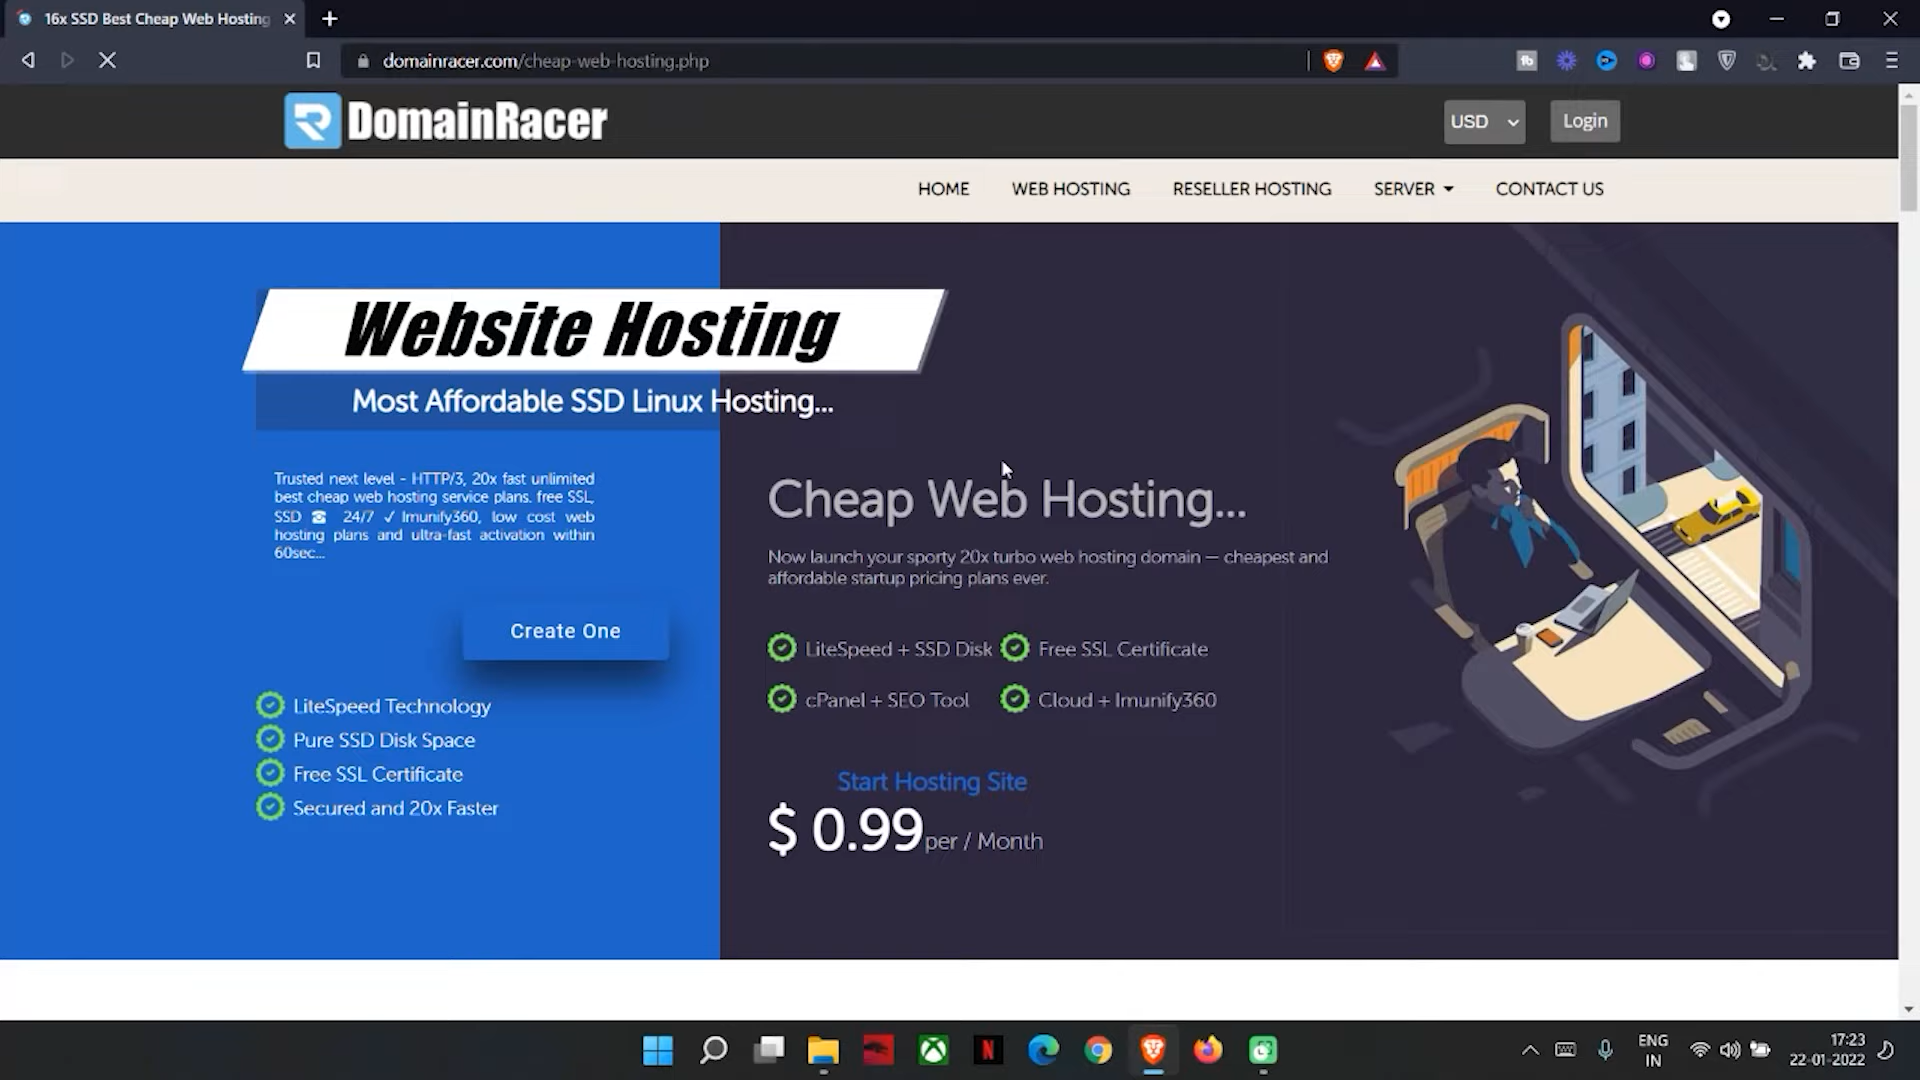 16x SSD Best Cheap Web Hosting
domainracer.com/cheap-web-hosting.php
DomainRacer
USD
Login
HOME
WEB HOSTING
RESELLER HOSTING
SERVER
CONTACT US
Website Hosting
Most Affordable SSD Linux Hosting...
Trusted next level - HTTP/3, 20x fast unlimited
best cheap web hosting service plans. free SSL,
SSD ☎ 24/7 ✓ Imunify360, low cost web
hosting plans and ultra-fast activation within
60sec...
Create One
LiteSpeed Technology
Pure SSD Disk Space
Free SSL Certificate
Secured and 20x Faster
Cheap Web Hosting...
Now launch your sporty 20x turbo web hosting domain — cheapest and
affordable startup pricing plans ever.
LiteSpeed + SSD Disk
Free SSL Certificate
cPanel + SEO Tool
Cloud + Imunify360
Start Hosting Site
$ 0.99 per / Month
ENG
IN
17:23
22-01-2022